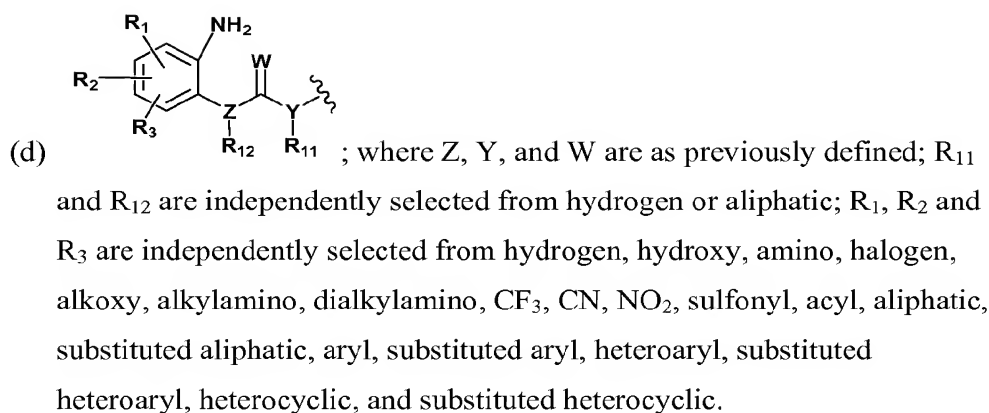 R₁
NH₂
W
R₂
Z
Y
R₃
R₁₂
R₁₁
(d) ; where Z, Y, and W are as previously defined; R₁₁
and R₁₂ are independently selected from hydrogen or aliphatic; R₁, R₂ and
R₃ are independently selected from hydrogen, hydroxy, amino, halogen,
alkoxy, alkylamino, dialkylamino, CF₃, CN, NO₂, sulfonyl, acyl, aliphatic,
substituted aliphatic, aryl, substituted aryl, heteroaryl, substituted
heteroaryl, heterocyclic, and substituted heterocyclic.